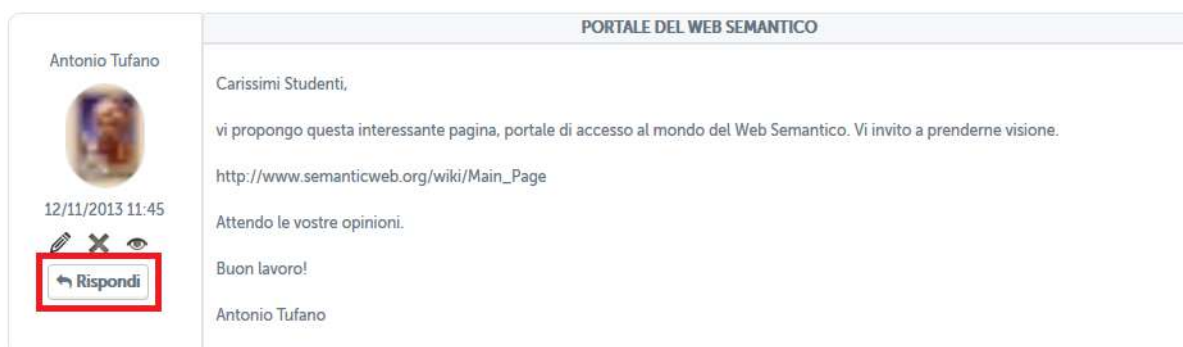 PORTALE DEL WEB SEMANTICO
Antonio Tufano
12/11/2013 11:45
Rispondi
Carissimi Studenti,
vi propongo questa interessante pagina, portale di accesso al mondo del Web Semantico. Vi invito a prenderne visione.
http://www.semanticweb.org/wiki/Main_Page
Attendo le vostre opinioni.
Buon lavoro!
Antonio Tufano